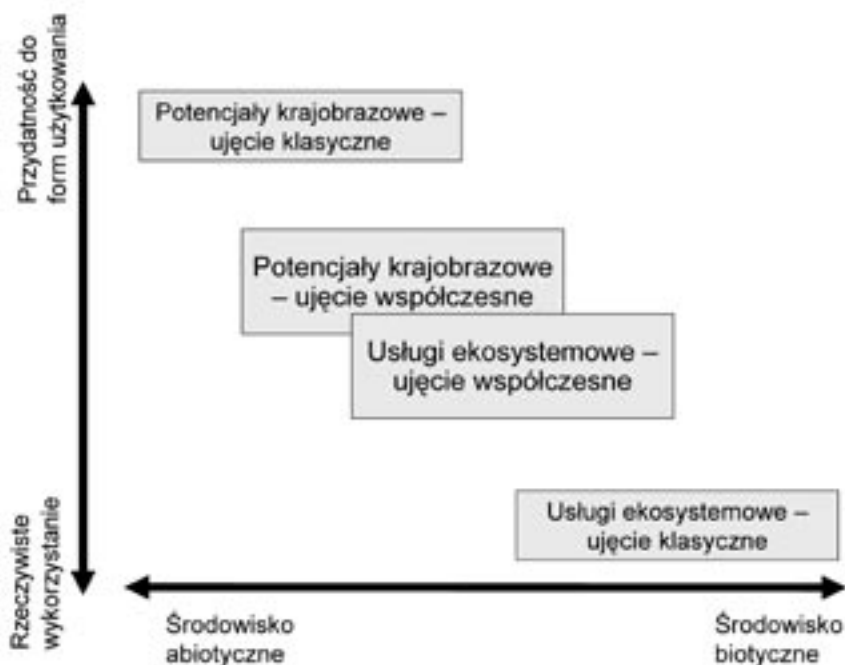 Przydatność do
form użytkowania
Potencjały krajobrazowe –
ujęcie klasyczne
Potencjały krajobrazowe
– ujęcie współczesne
Usługi ekosystemowe –
ujęcie współczesne
Usługi ekosystemowe –
ujęcie klasyczne
Rzeczywiste
wykorzystanie
Środowisko
abiotyczne
Środowisko
biotyczne